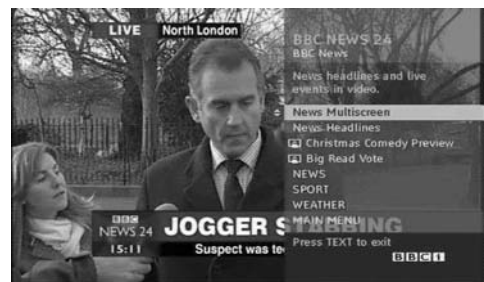 LIVE North London
BBC NEWS 24
BBC News
News headlines and live
events in video.
News Multiscreen
News Headlines
Christmas Comedy Preview
Big Read Vote
NEWS
SPORT
WEATHER
MAIN MENU
Press TEXT to exit
BBC 1
BBC
NEWS 24
15:11
JOGGER STABBING
Suspect was